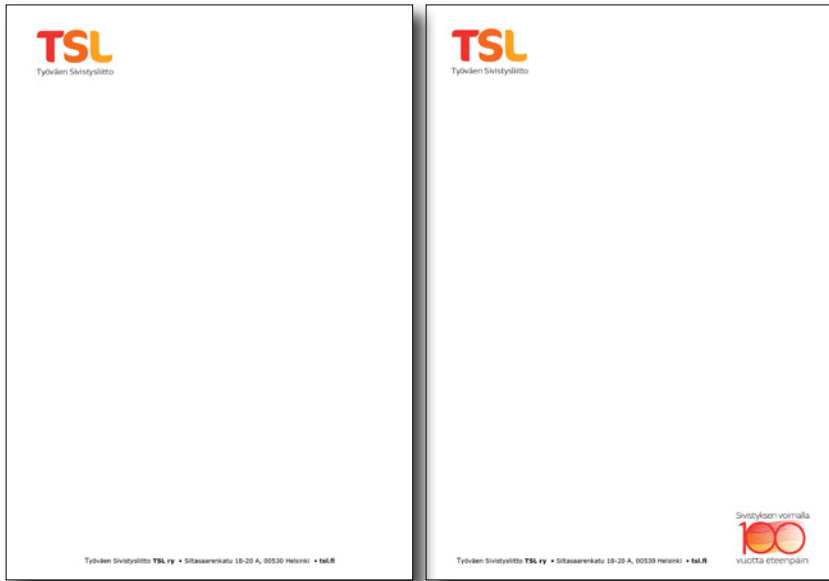 TSL
Työväen Sivistysliitto
Työväen Sivistysliitto TSL ry • Siltasaarenkatu 18-20 A, 00530 Helsinki • tsl.fi
TSL
Työväen Sivistysliitto
Sivistyksen voimalla
100
vuotta eteenpäin
Työväen Sivistysliitto TSL ry • Siltasaarenkatu 18-20 A, 00530 Helsinki • tsl.fi